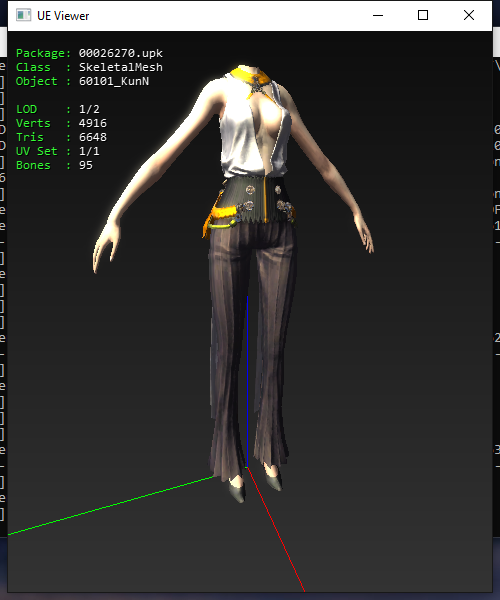 UE Viewer
Package: 00026270.upk
Class : SkeletalMesh
Object : 60101_KunN
LOD : 1/2
Verts : 4916
Tris : 6648
UV Set : 1/1
Bones : 95